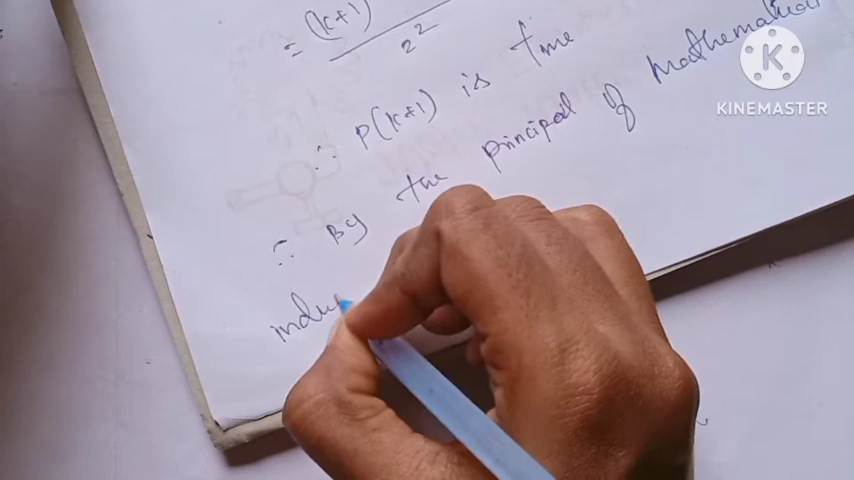 = (k+1)
2²
∴ P(k+1) is true
∴ By the principal of Mathematical
indu
K
KINEMASTER